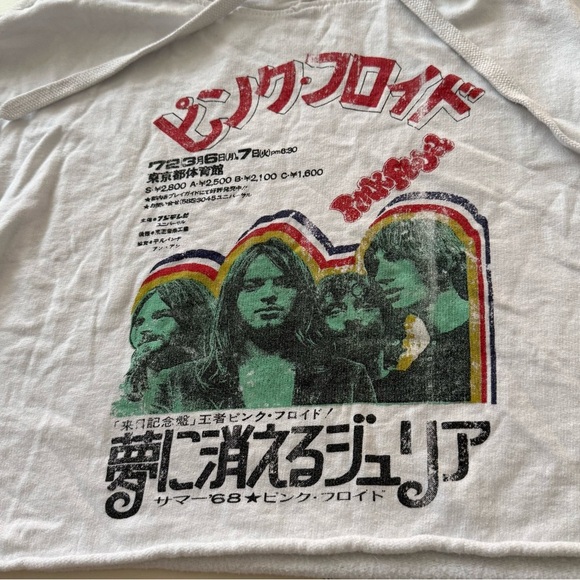 ピンク・フロイド
'72 3月6日(月)、7日(火)pm6:30
東京都体育館
S・¥2,800 A・¥2,500 B・¥2,100 C・¥1,600
Pink Floyd
「来日記念盤」王者ピンク・フロイド!
夢に消えるジュリア
サマー'68★ピンク・フロイド